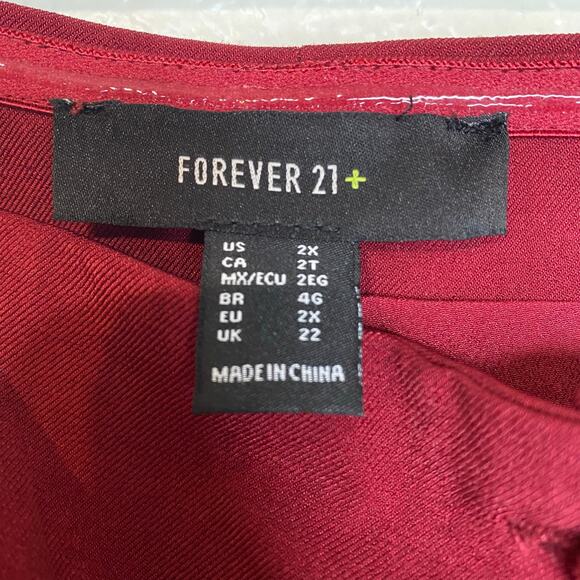 FOREVER 21+
US 2X
CA 2T
MX/ECU 2EG
BR 4G
EU 2X
UK 22
MADE IN CHINA